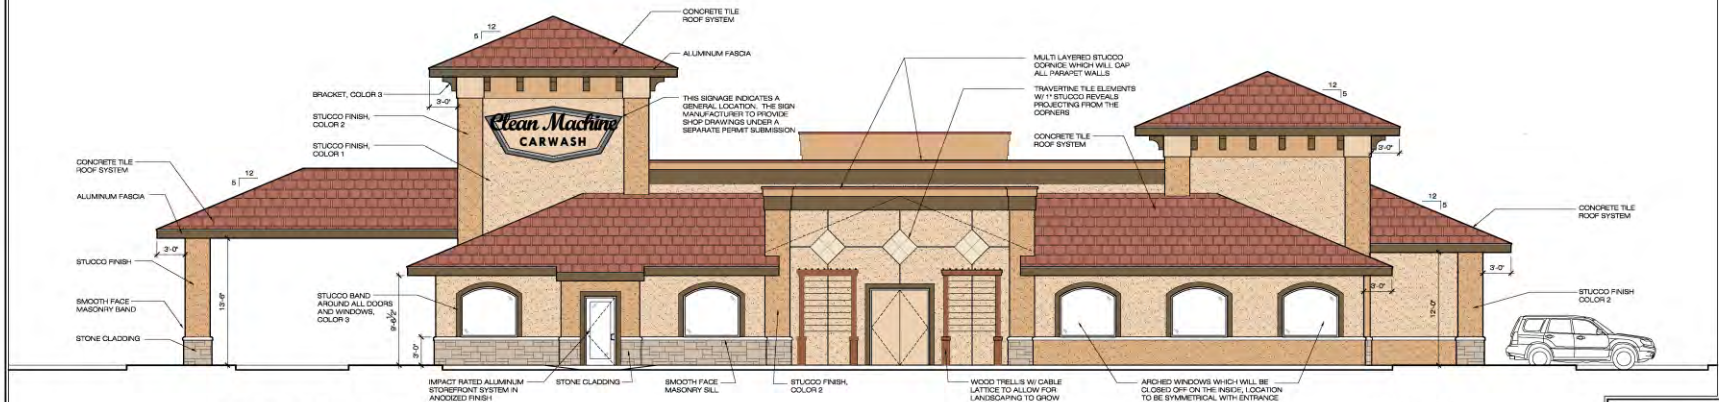 CONCRETE TILE
ROOF SYSTEM
12
5
ALUMINUM FASCIA
BRACKET, COLOR 3
3'-0"
STUCCO FINISH,
COLOR 2
STUCCO FINISH,
COLOR 1
THIS SIGNAGE INDICATES A
GENERAL LOCATION. THE SIGN
MANUFACTURER TO PROVIDE
SHOP DRAWINGS UNDER A
SEPARATE PERMIT SUBMISSION
Clean Machine
CARWASH
MULTI LAYERED STUCCO
CORNICE WHICH WILL CAP
ALL PARAPET WALLS
TRAVERTINE TILE ELEMENTS
W/ 1" STUCCO REVEALS
PROJECTING FROM THE
CORNERS
CONCRETE TILE
ROOF SYSTEM
12
5
3'-0"
CONCRETE TILE
ROOF SYSTEM
12
5
ALUMINUM FASCIA
3'-0"
STUCCO FINISH
13'-6"
SMOOTH FACE
MASONRY BAND
STONE CLADDING
STUCCO BAND
AROUND ALL DOORS
AND WINDOWS,
COLOR 3
9'-6 1/2"
3'-0"
12
5
CONCRETE TILE
ROOF SYSTEM
3'-0"
3'-0"
12'-0"
STUCCO FINISH
COLOR 2
IMPACT RATED ALUMINUM
STOREFRONT SYSTEM IN
ANODIZED FINISH
STONE CLADDING
SMOOTH FACE
MASONRY SILL
STUCCO FINISH,
COLOR 2
WOOD TRELLIS W/ CABLE
LATTICE TO ALLOW FOR
LANDSCAPING TO GROW
ARCHED WINDOWS WHICH WILL BE
CLOSED OFF ON THE INSIDE, LOCATION
TO BE SYMMETRICAL WITH ENTRANCE